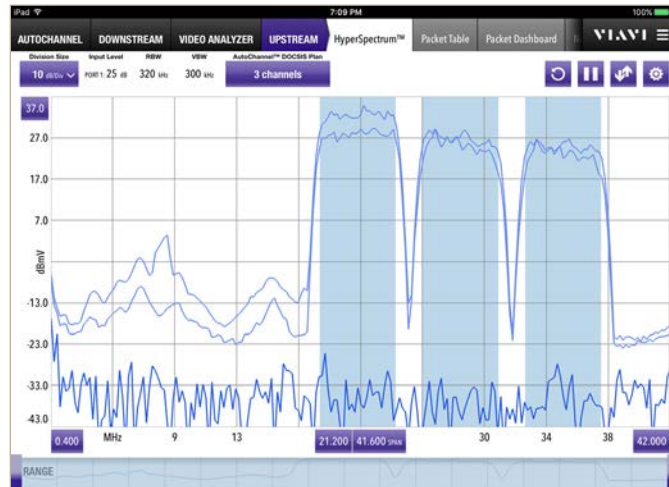 iPad 7:09 PM 100%
AUTOCHANNEL DOWNSTREAM VIDEO ANALYZER UPSTREAM HyperSpectrum™ Packet Table Packet Dashboard VIAVI
Division Size Input Level RBW VBW AutoChannel™ DOCSIS Plan
10 dB/Div PORT 1: 25 dB 320 kHz 300 kHz 3 channels
37.0
27.0
17.0
7.0
dBmV
-13.0
-23.0
-33.0
-43.0
0.400 MHz 9 13 21.200 41.600 SPAN 30 34 38 42.000
RANGE